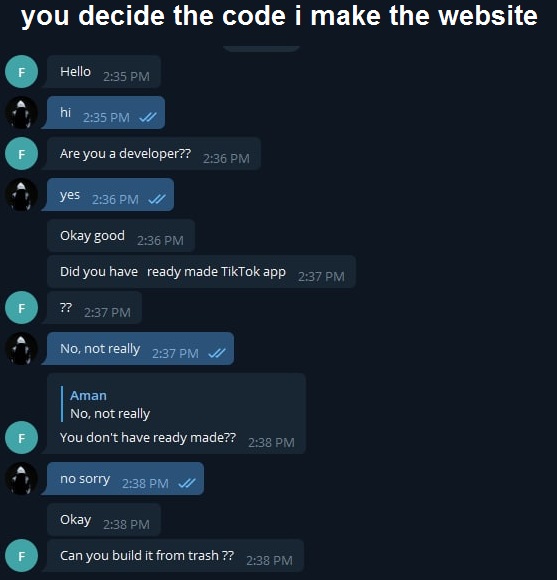 you decide the code i make the website
F
Hello 2:35 PM
hi 2:35 PM
F
Are you a developer?? 2:36 PM
yes 2:36 PM
Okay good 2:36 PM
Did you have ready made TikTok app 2:37 PM
F
?? 2:37 PM
No, not really 2:37 PM
Aman
No, not really
F
You don't have ready made?? 2:38 PM
no sorry 2:38 PM
Okay 2:38 PM
F
Can you build it from trash ?? 2:38 PM